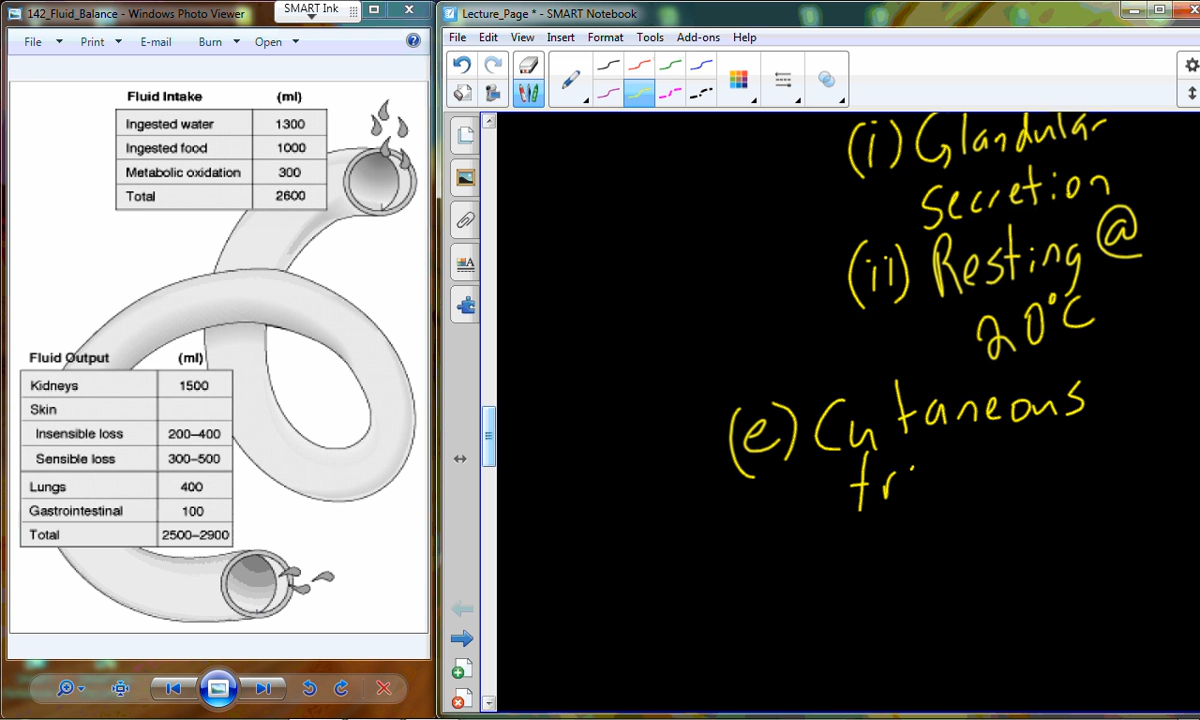 142_Fluid_Balance - Windows Photo Viewer
SMART Ink
File Print E-mail Burn Open
Fluid Intake (ml)
Ingested water 1300
Ingested food 1000
Metabolic oxidation 300
Total 2600
Fluid Output (ml)
Kidneys 1500
Skin
Insensible loss 200–400
Sensible loss 300–500
Lungs 400
Gastrointestinal 100
Total 2500–2900
Lecture_Page * - SMART Notebook
File Edit View Insert Format Tools Add-ons Help
(i) Glandular
secretion
(ii) Resting @
20°C
(e) Cutaneous
tri